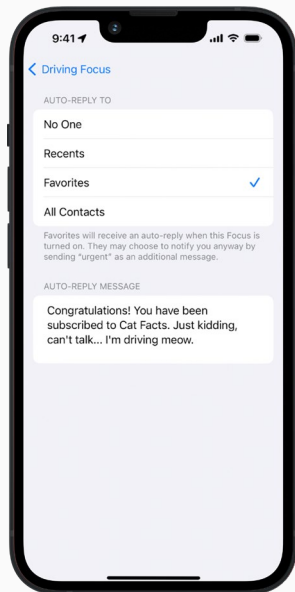 9:41
Driving Focus
AUTO-REPLY TO
No One
Recents
Favorites
All Contacts
Favorites will receive an auto-reply when this Focus is
turned on. They may choose to notify you anyway by
sending "urgent" as an additional message.
AUTO-REPLY MESSAGE
Congratulations! You have been
subscribed to Cat Facts. Just kidding,
can't talk... I'm driving meow.